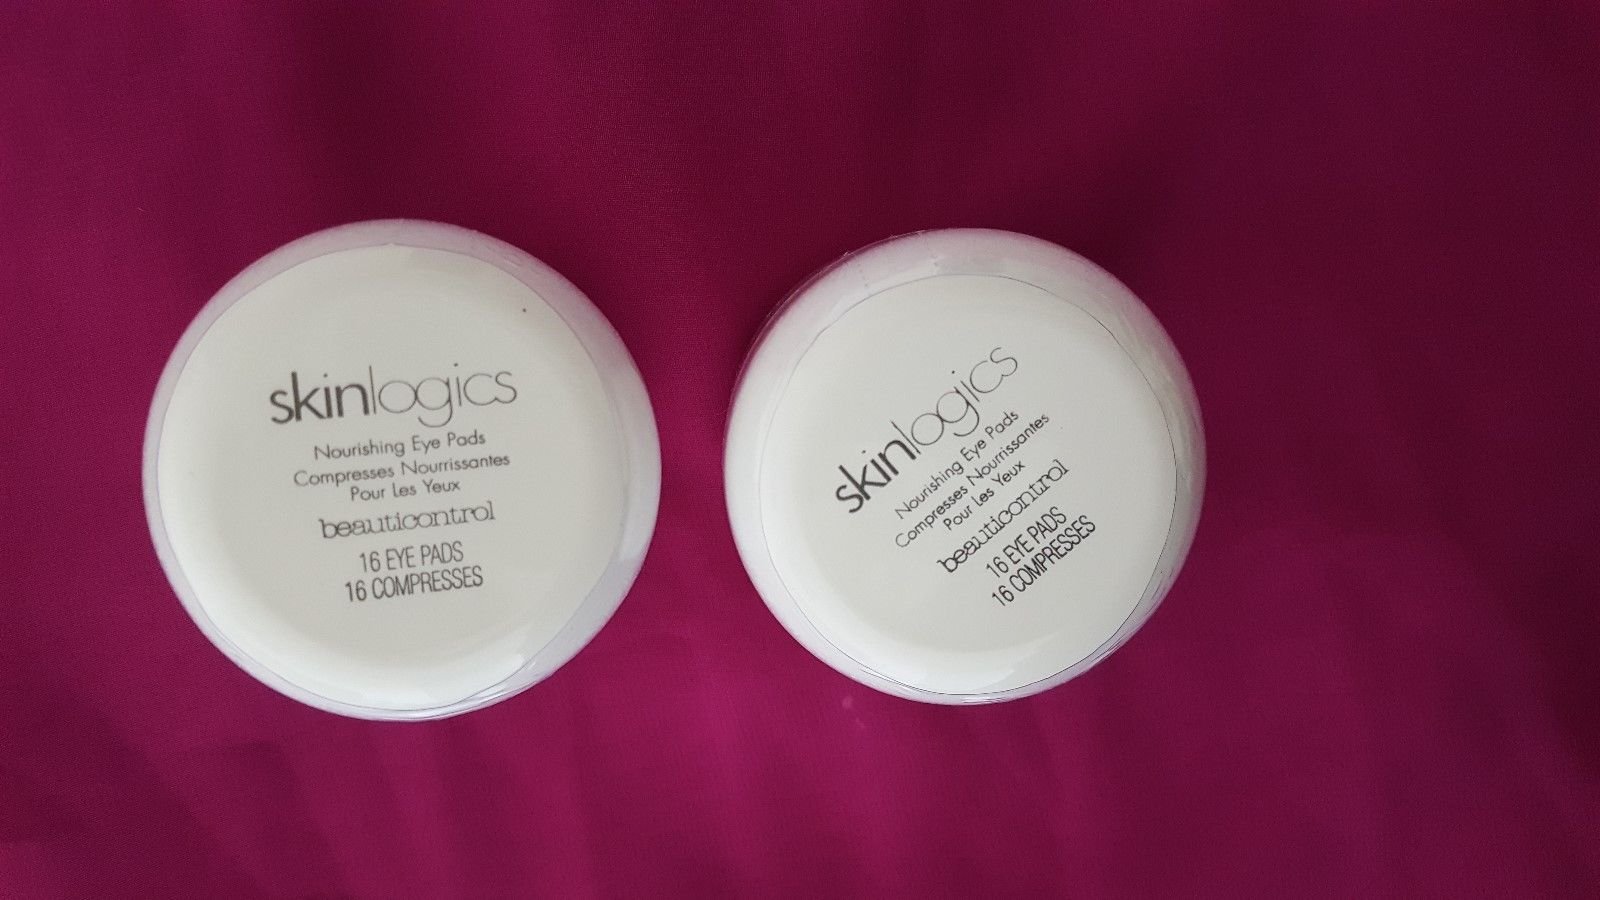 skinlogics
Nourishing Eye Pads
Compresses Nourrissantes
Pour Les Yeux
beauticontrol
16 EYE PADS
16 COMPRESSES
skinlogics
Nourishing Eye Pads
Compresses Nourrissantes
Pour Les Yeux
beauticontrol
16 EYE PADS
16 COMPRESSES